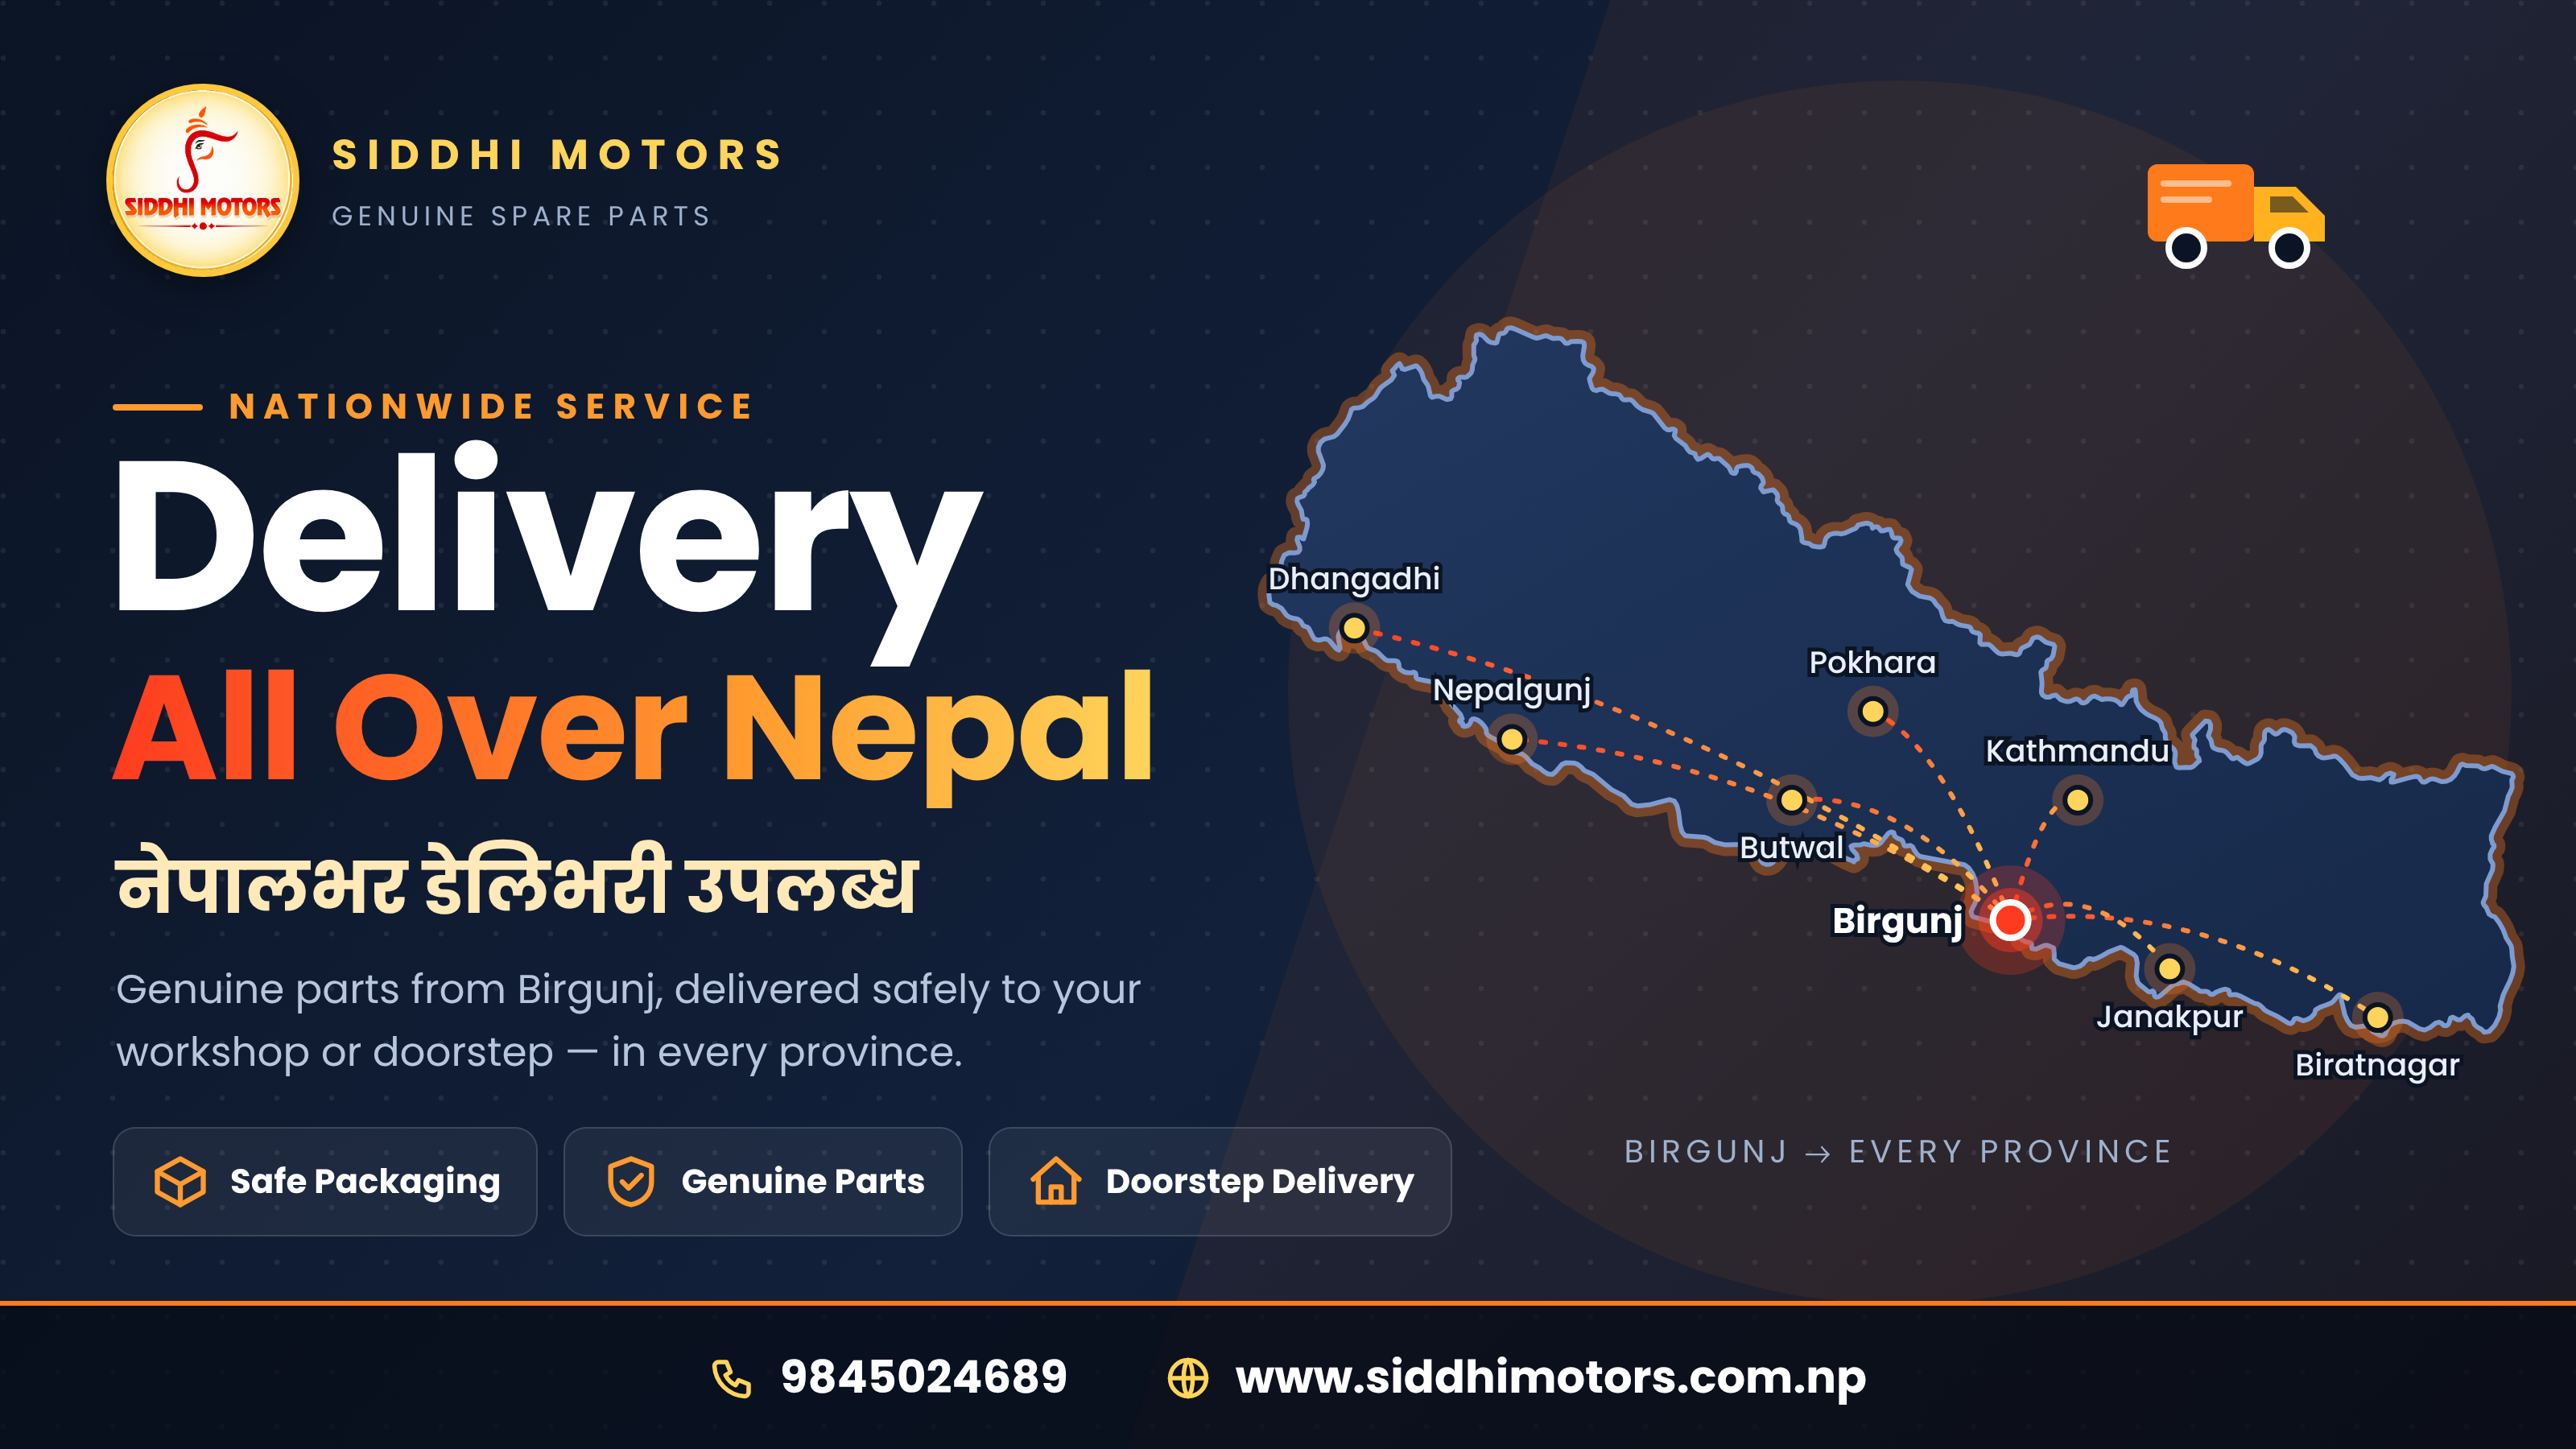 SIDDHI MOTORS
SIDDHI MOTORS
GENUINE SPARE PARTS
NATIONWIDE SERVICE
Delivery
All Over Nepal
नेपालभर डेलिभरी उपलब्ध
Genuine parts from Birgunj, delivered safely to your
workshop or doorstep — in every province.
Safe Packaging
Genuine Parts
Doorstep Delivery
Dhangadhi
Nepalgunj
Pokhara
Kathmandu
Butwal
Birgunj
Janakpur
Biratnagar
BIRGUNJ → EVERY PROVINCE
9845024689
www.siddhimotors.com.np